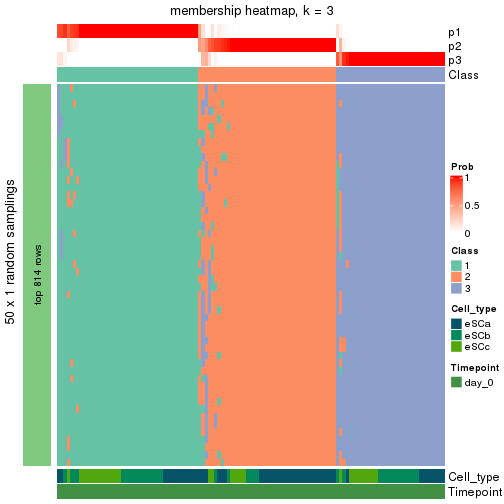 membership heatmap, k = 3
p1
p2
p3
Class
50 x 1 random samplings
top 814 rows
Prob
1
0.5
0
Class
1
2
3
Cell_type
eSCa
eSCb
eSCc
Timepoint
day_0
Cell_type
Timepoint